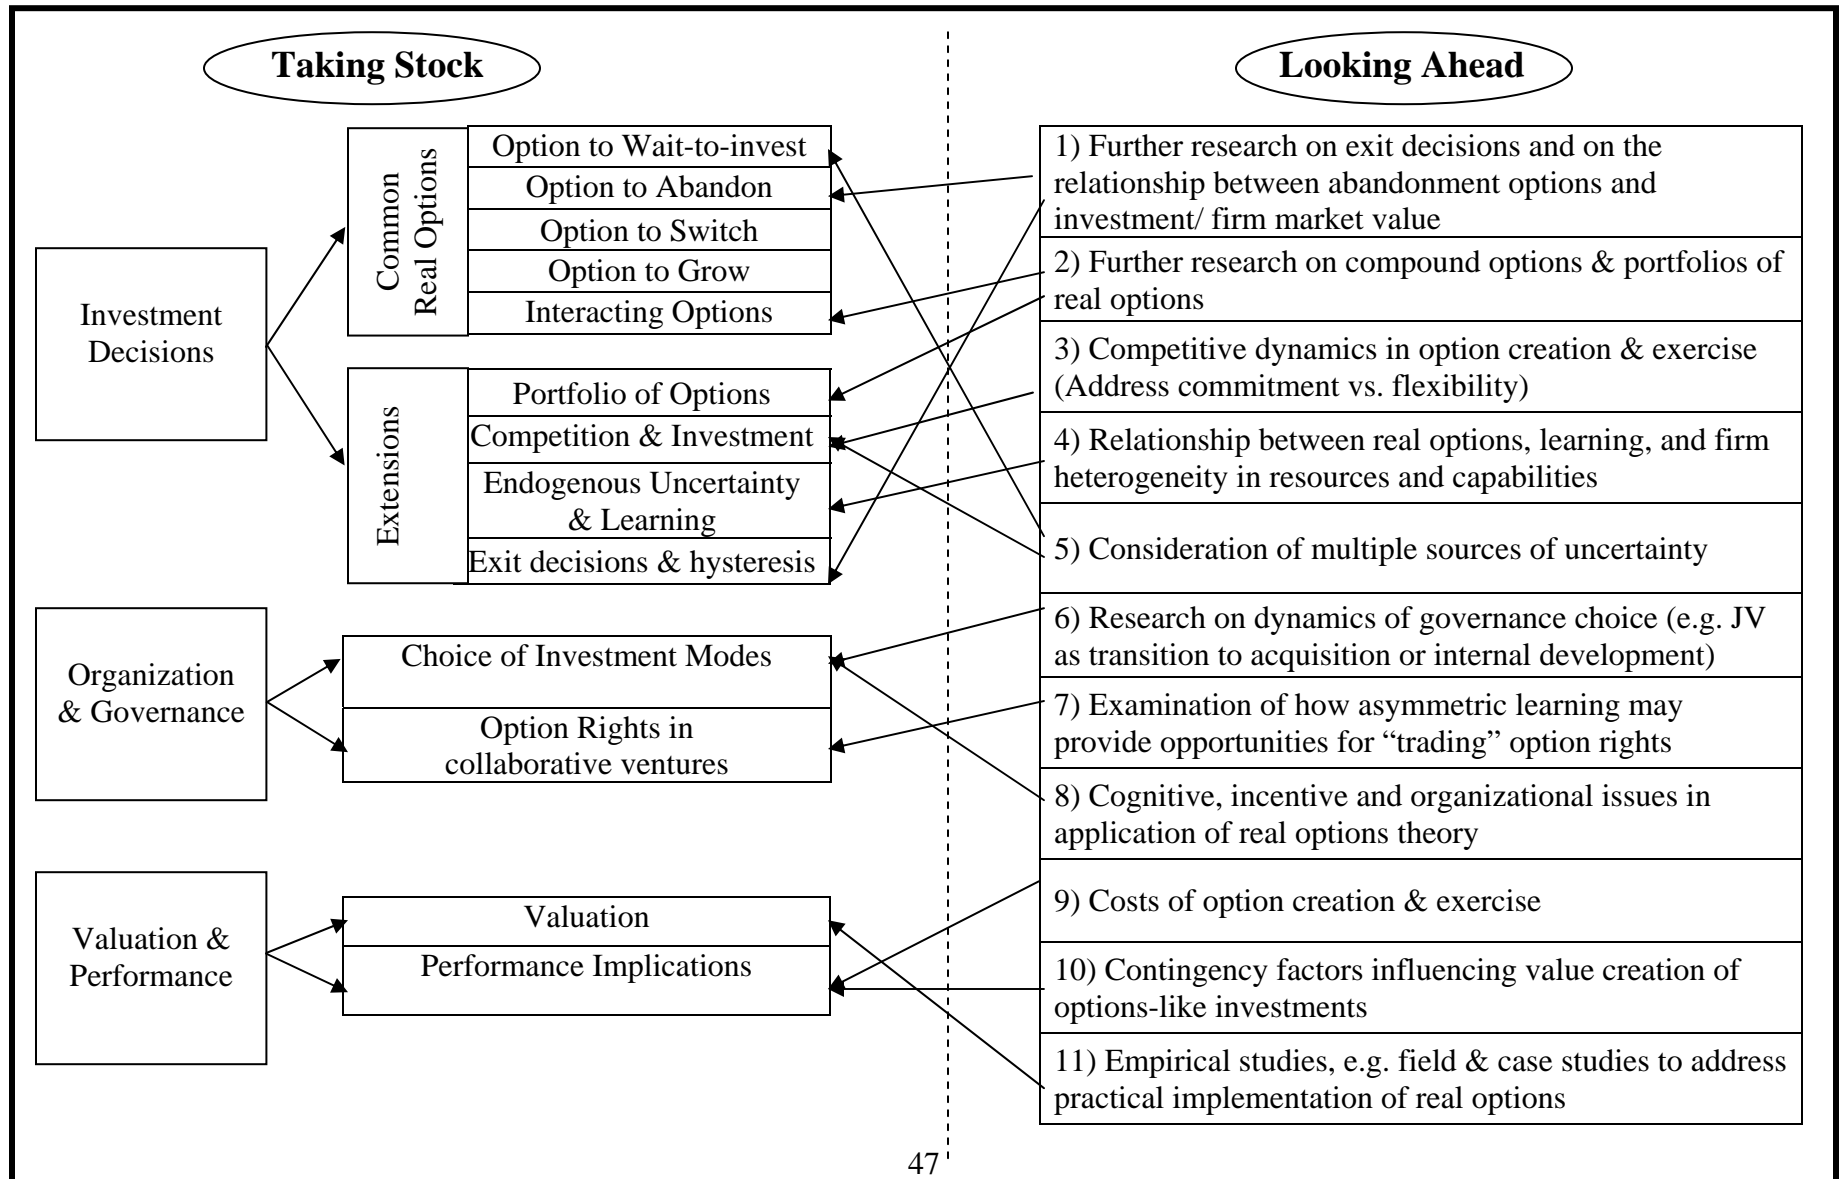 Taking Stock
Looking Ahead
Investment
Decisions
Common
Real Options
Option to Wait-to-invest
Option to Abandon
Option to Switch
Option to Grow
Interacting Options
Extensions
Portfolio of Options
Competition & Investment
Endogenous Uncertainty
& Learning
Exit decisions & hysteresis
Organization
& Governance
Choice of Investment Modes
Option Rights in
collaborative ventures
Valuation &
Performance
Valuation
Performance Implications
1) Further research on exit decisions and on the
relationship between abandonment options and
investment/ firm market value
2) Further research on compound options & portfolios of
real options
3) Competitive dynamics in option creation & exercise
(Address commitment vs. flexibility)
4) Relationship between real options, learning, and firm
heterogeneity in resources and capabilities
5) Consideration of multiple sources of uncertainty
6) Research on dynamics of governance choice (e.g. JV
as transition to acquisition or internal development)
7) Examination of how asymmetric learning may
provide opportunities for “trading” option rights
8) Cognitive, incentive and organizational issues in
application of real options theory
9) Costs of option creation & exercise
10) Contingency factors influencing value creation of
options-like investments
11) Empirical studies, e.g. field & case studies to address
practical implementation of real options
47